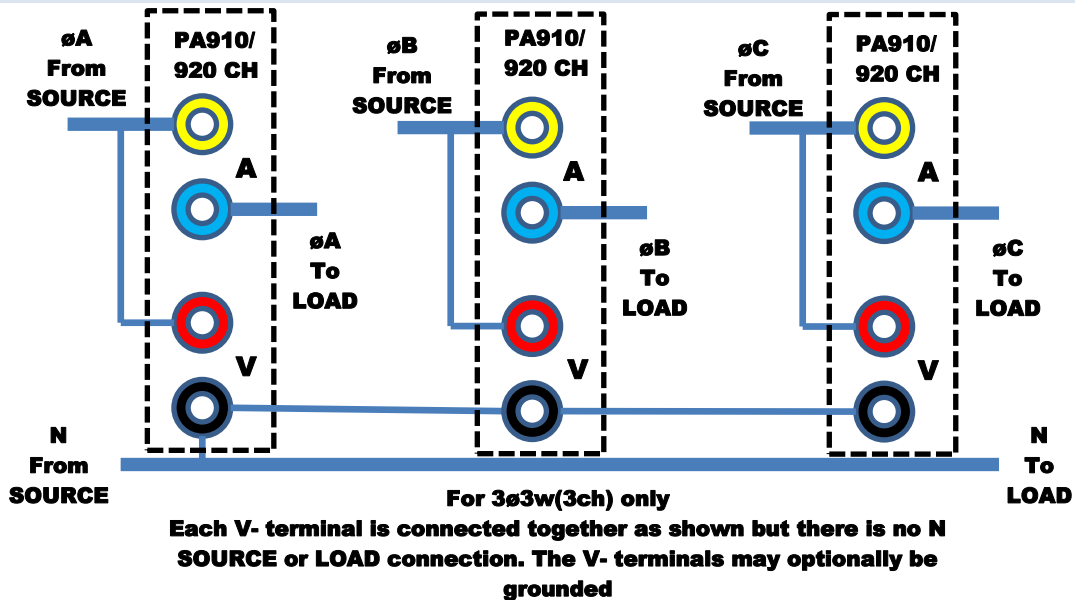 øA
From
SOURCE
PA910/
920 CH
A
øA
To
LOAD
V
øB
From
SOURCE
PA910/
920 CH
A
øB
To
LOAD
V
øC
From
SOURCE
PA910/
920 CH
A
øC
To
LOAD
V
N
From
SOURCE
N
To
LOAD
For 3ø3w(3ch) only
Each V- terminal is connected together as shown but there is no N
SOURCE or LOAD connection. The V- terminals may optionally be
grounded